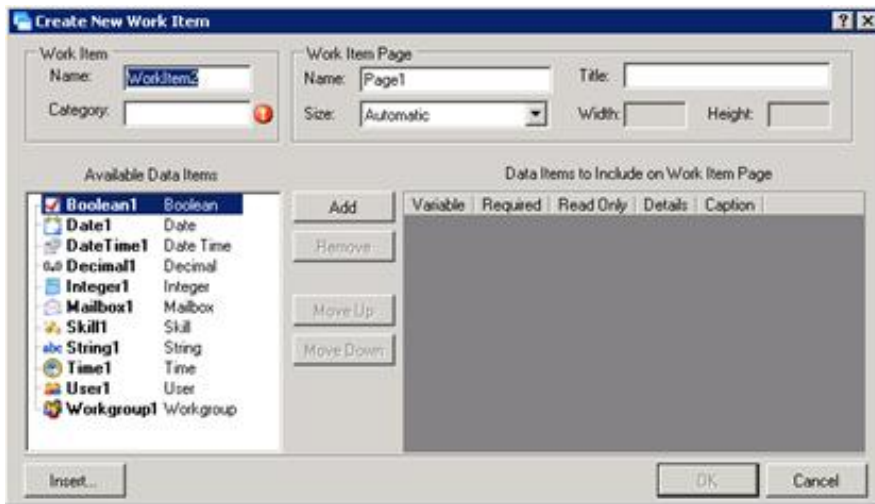 Create New Work Item
Work Item
Name: WorkItem2
Category:
Work Item Page
Name: Page1
Title:
Size: Automatic
Width:
Height:
Available Data Items
Boolean1 Boolean
Date1 Date
DateTime1 Date Time
0.0 Decimal1 Decimal
Integer1 Integer
Mailbox1 Mailbox
Skill1 Skill
abc String1 String
Time1 Time
User1 User
Workgroup1 Workgroup
Add
Remove
Move Up
Move Down
Data Items to Include on Work Item Page
Variable Required Read Only Details Caption
Insert...
OK
Cancel